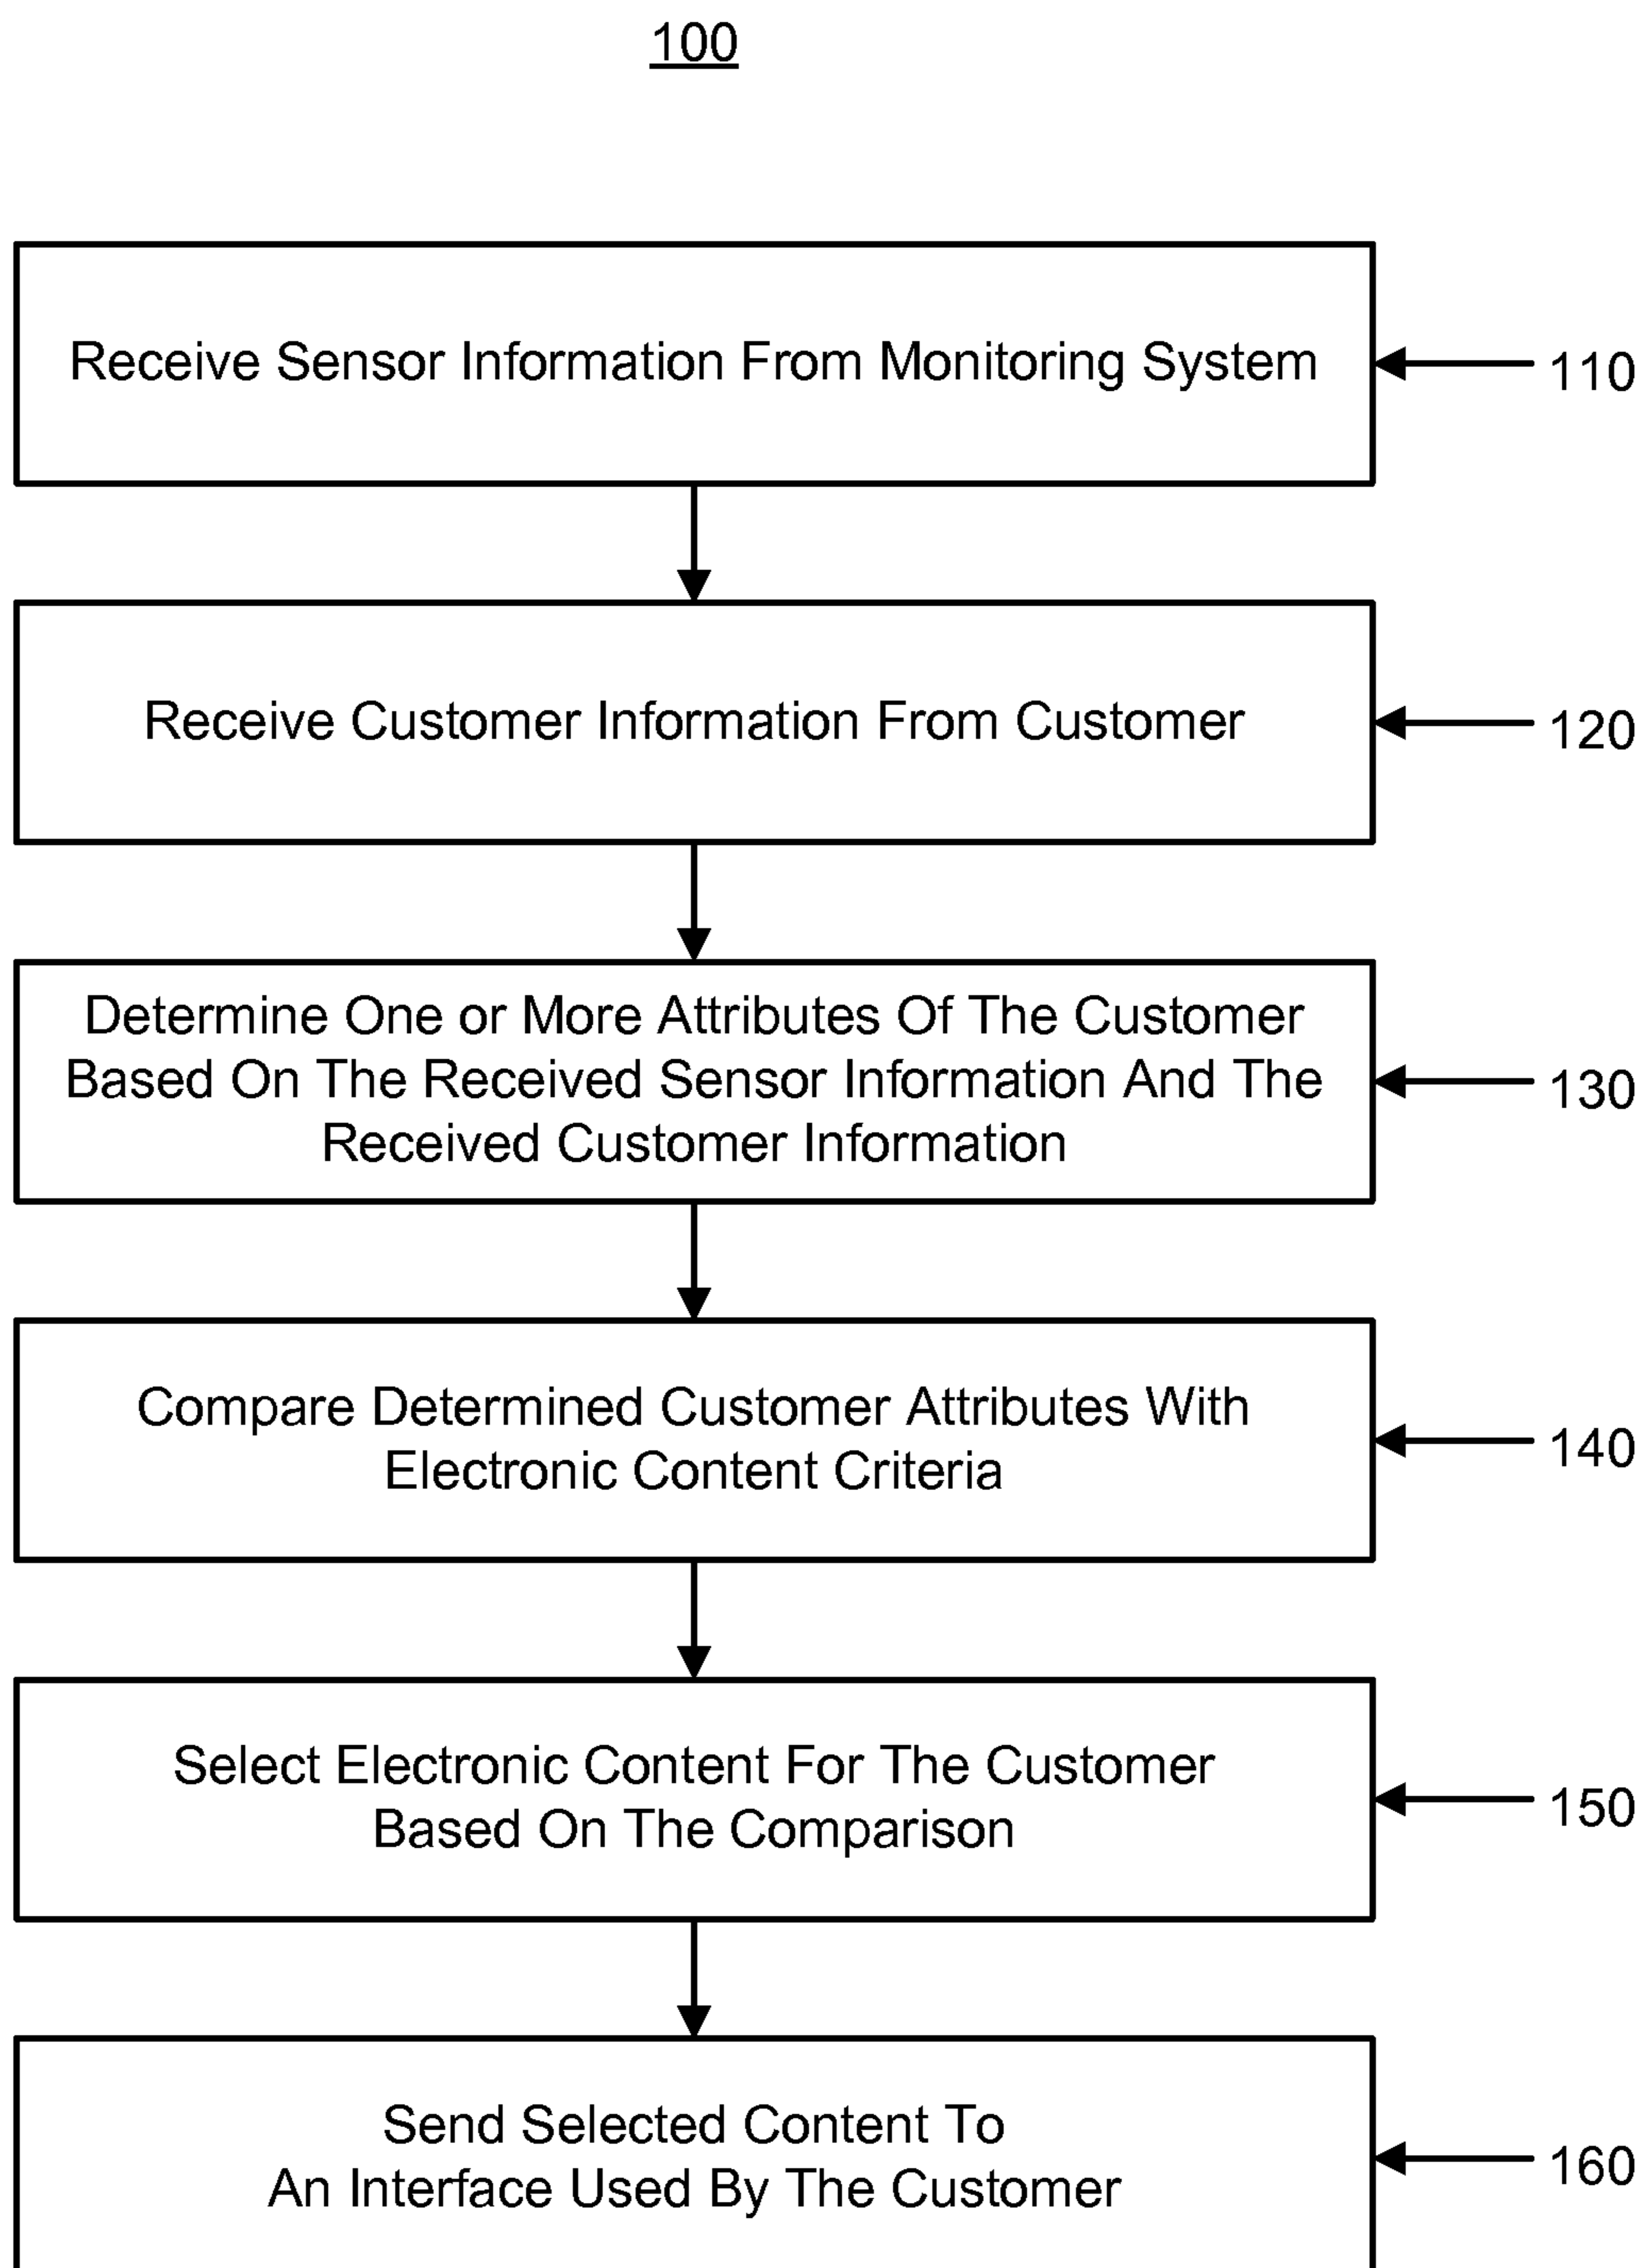 100
Receive Sensor Information From Monitoring System
110
Receive Customer Information From Customer
120
Determine One or More Attributes Of The Customer
Based On The Received Sensor Information And The
Received Customer Information
130
Compare Determined Customer Attributes With
Electronic Content Criteria
140
Select Electronic Content For The Customer
Based On The Comparison
150
Send Selected Content To
An Interface Used By The Customer
160